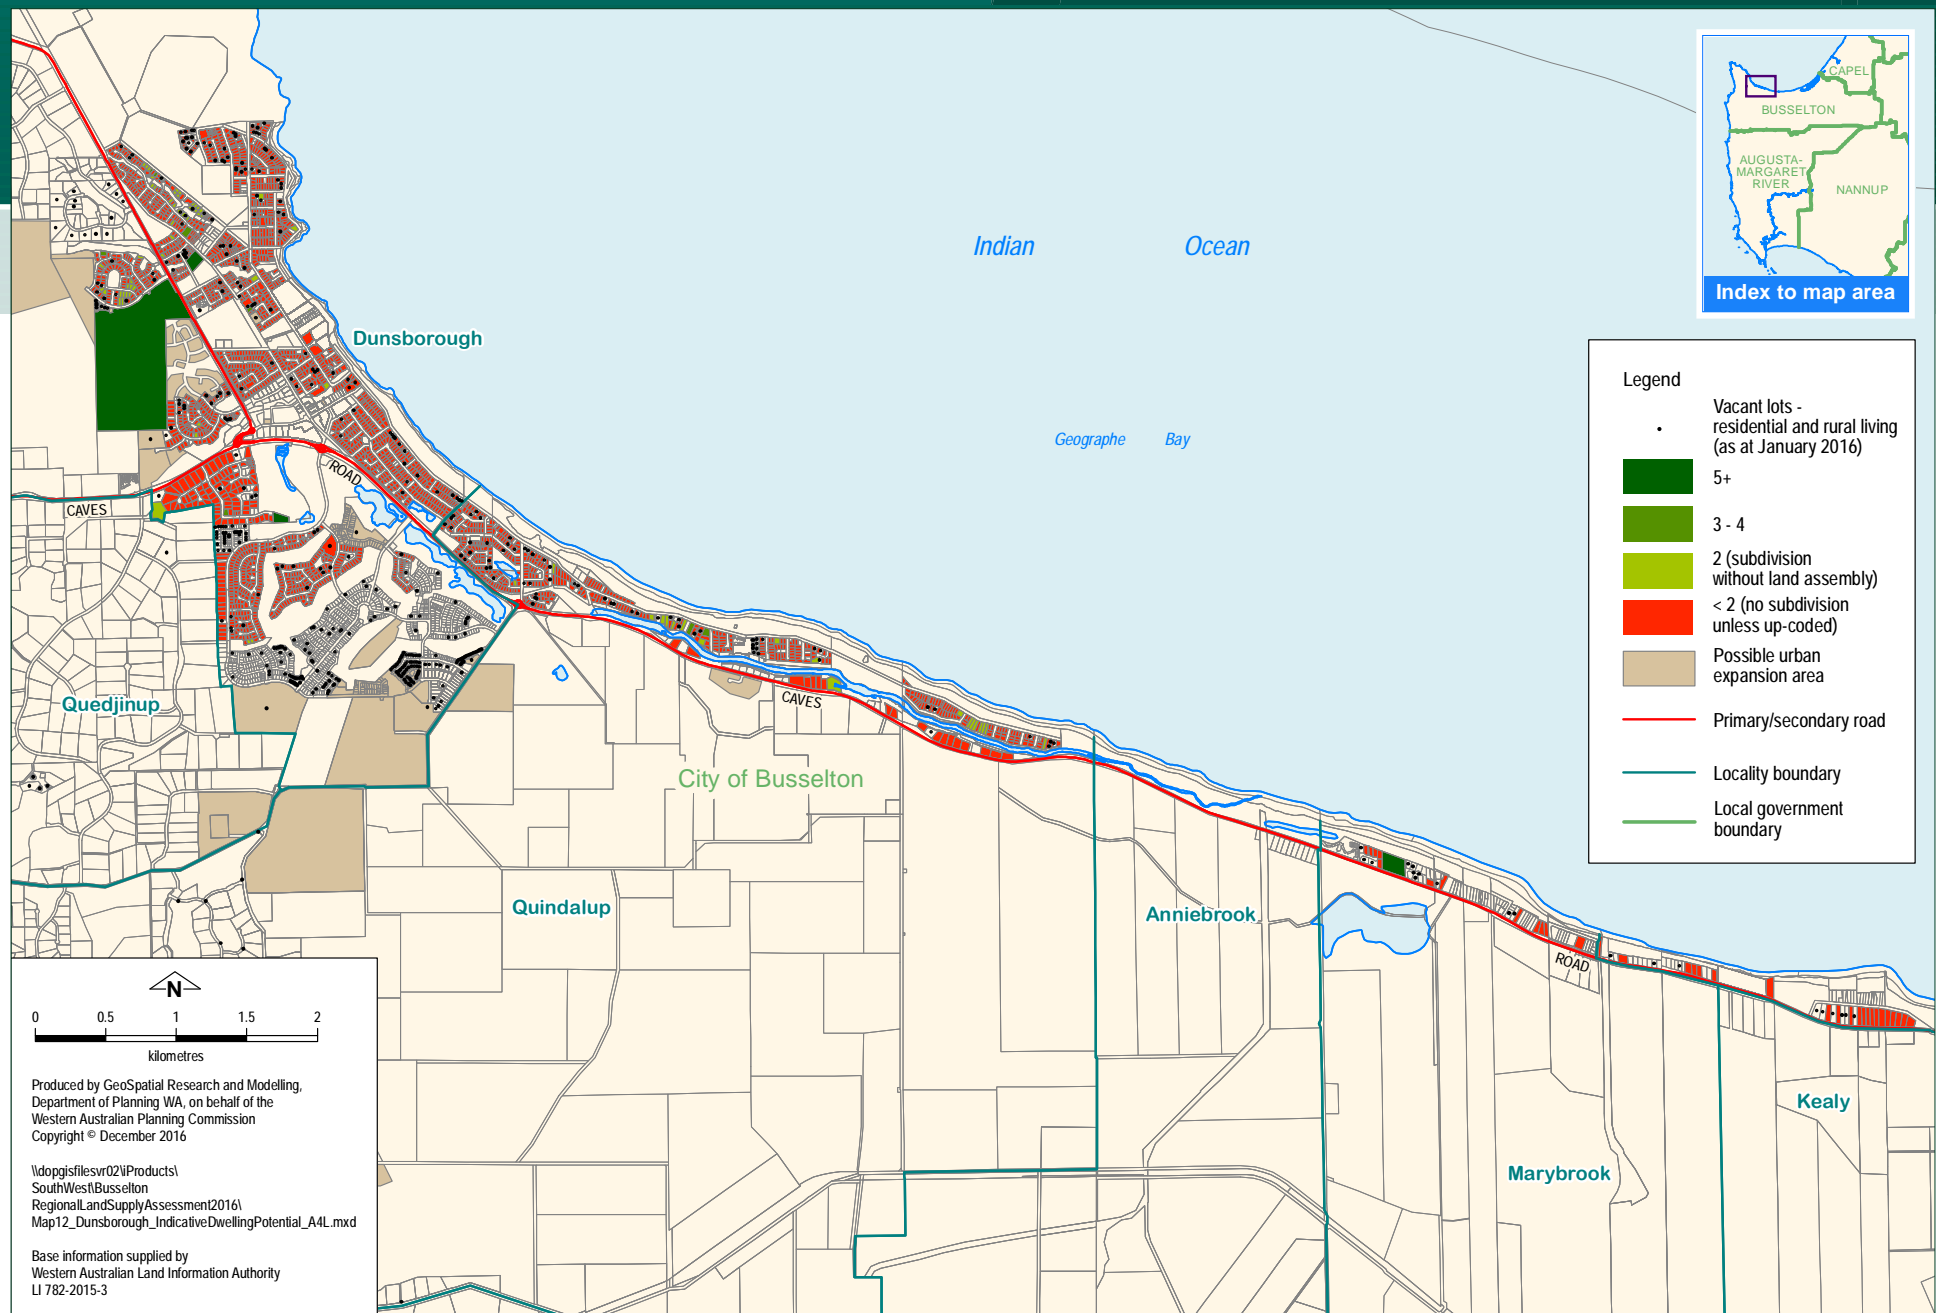 CAPEL
BUSSELTON
AUGUSTA-
MARGARET
RIVER
NANNUP
Index to map area
Indian Ocean
Geographe Bay
Dunsborough
ROAD
CAVES
Quedjinup
CAVES
City of Busselton
Quindalup
Anniebrook
ROAD
Kealy
Marybrook
Legend
Vacant lots -
residential and rural living
(as at January 2016)
5+
3 - 4
2 (subdivision
without land assembly)
< 2 (no subdivision
unless up-coded)
Possible urban
expansion area
Primary/secondary road
Locality boundary
Local government
boundary
N
0 0.5 1 1.5 2
kilometres
Produced by GeoSpatial Research and Modelling,
Department of Planning WA, on behalf of the
Western Australian Planning Commission
Copyright © December 2016
\\dopgisfilesvr02\iProducts\
SouthWest\Busselton
RegionalLandSupplyAssessment2016\
Map12_Dunsborough_IndicativeDwellingPotential_A4L.mxd
Base information supplied by
Western Australian Land Information Authority
LI 782-2015-3